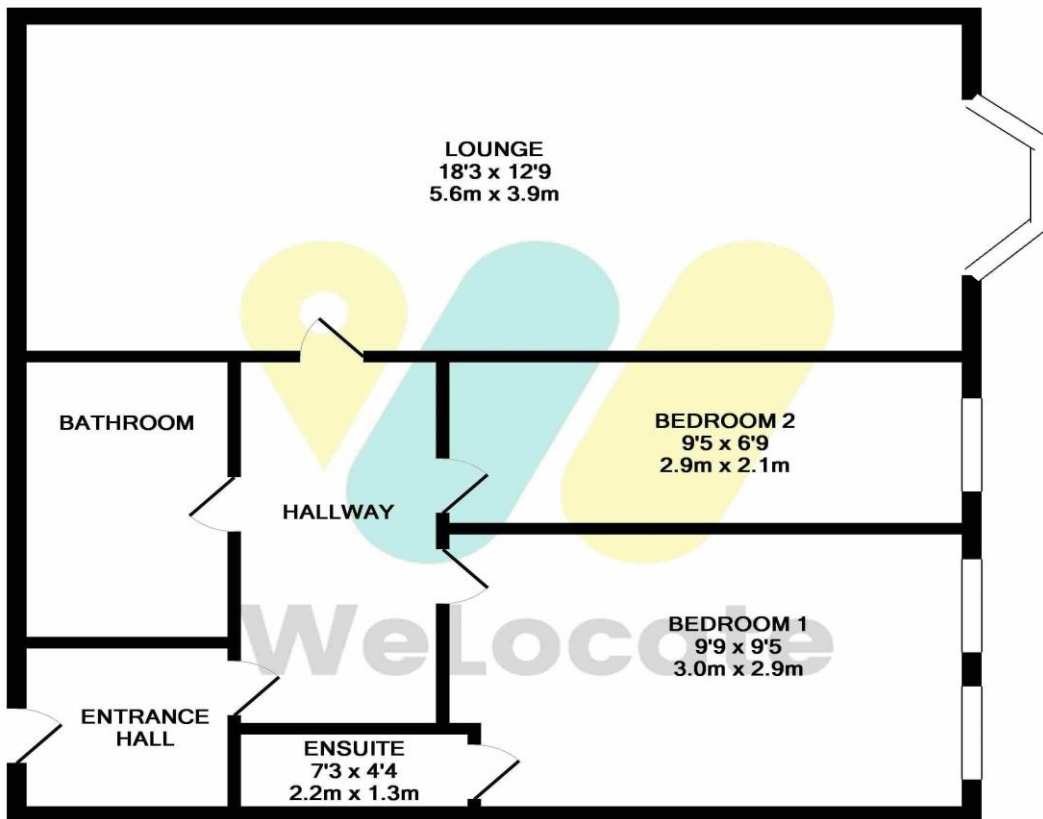 LOUNGE
18'3 x 12'9
5.6m x 3.9m
BATHROOM
BEDROOM 2
9'5 x 6'9
2.9m x 2.1m
HALLWAY
WeLocate
BEDROOM 1
9'9 x 9'5
3.0m x 2.9m
ENTRANCE
HALL
ENSUITE
7'3 x 4'4
2.2m x 1.3m